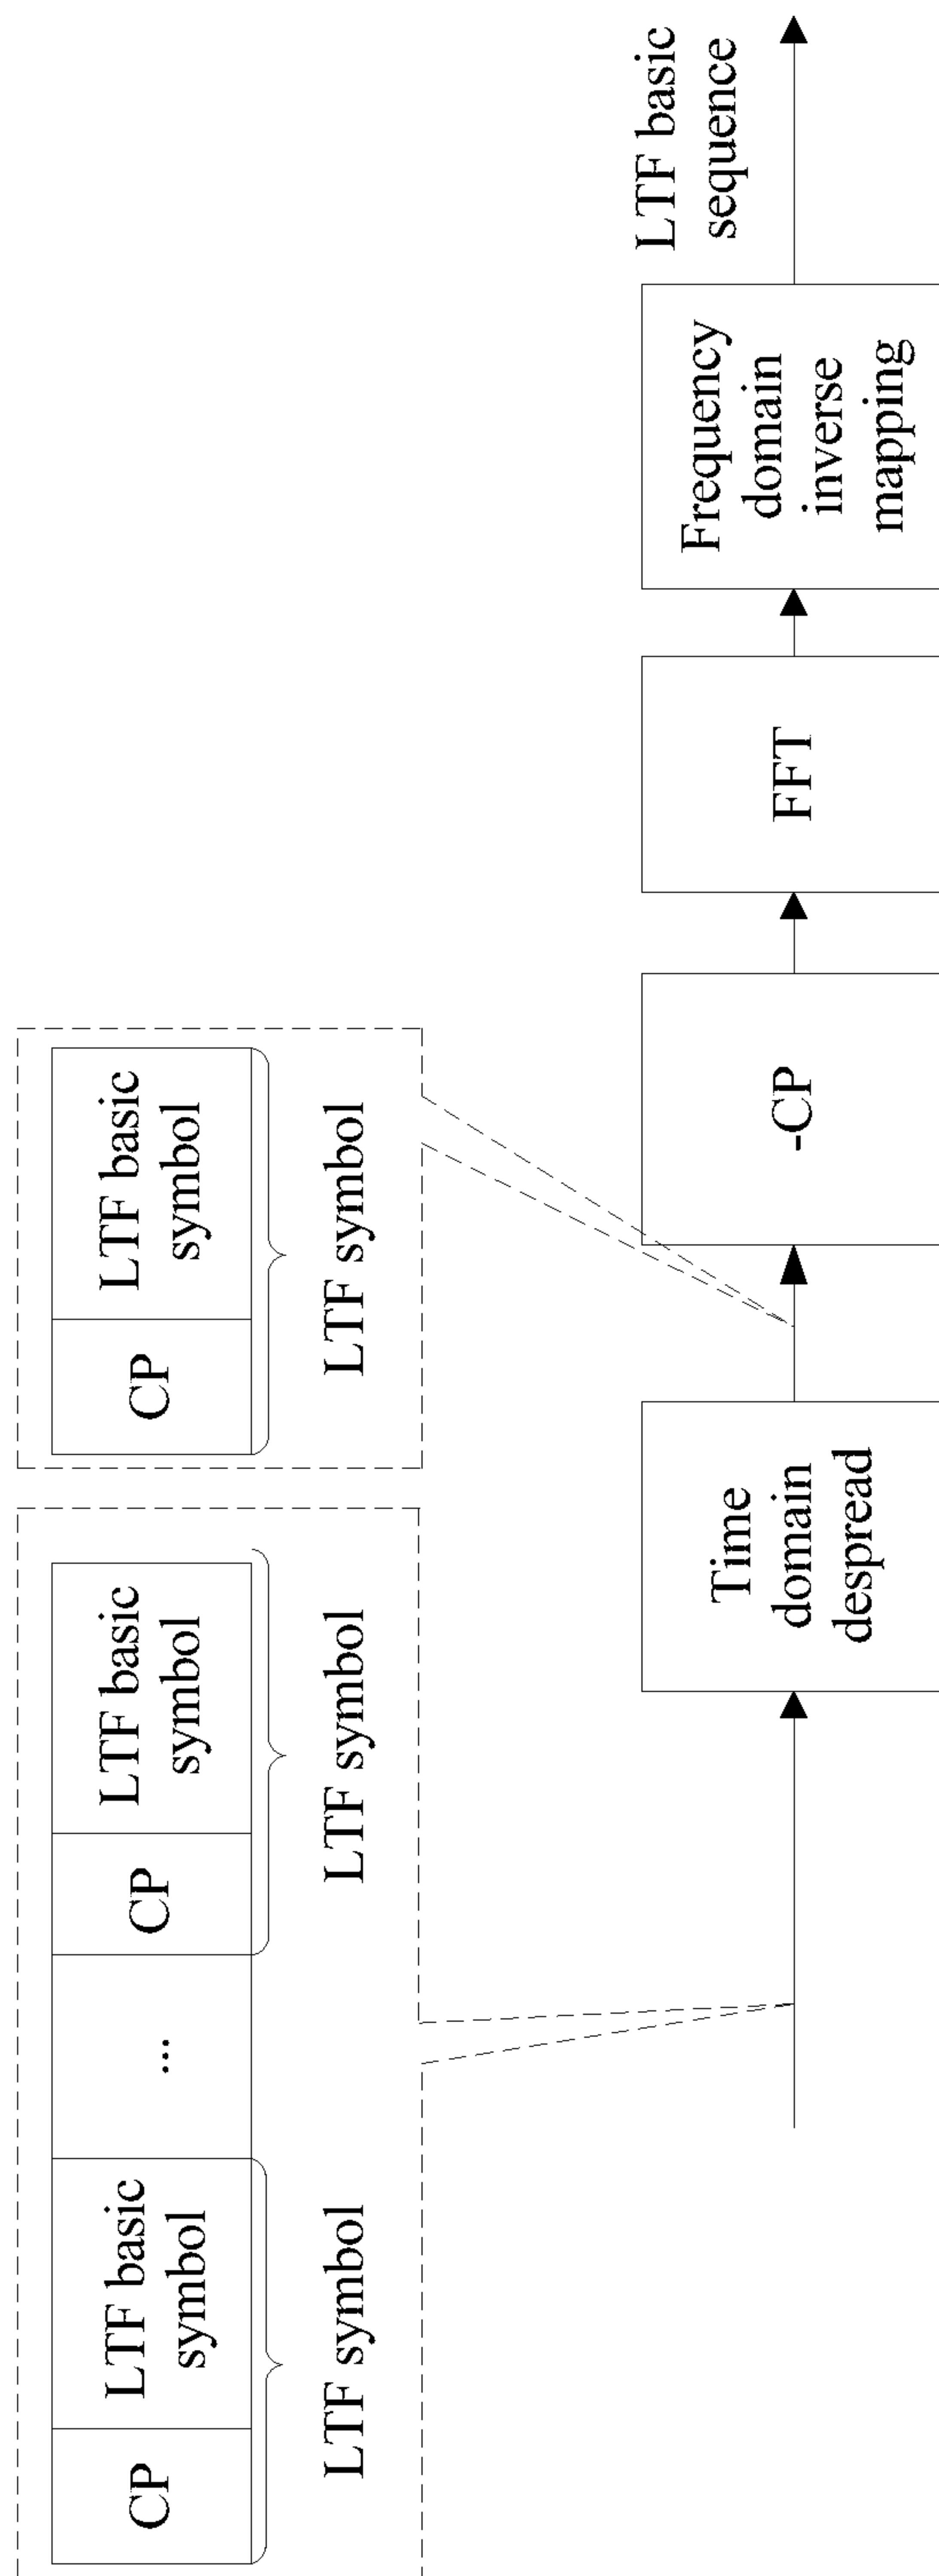 CP
LTF basic
symbol
...
CP
LTF basic
symbol
LTF symbol
LTF symbol
CP
LTF basic
symbol
LTF symbol
Time
domain
despread
-CP
FFT
Frequency
domain
inverse
mapping
LTF basic
sequence